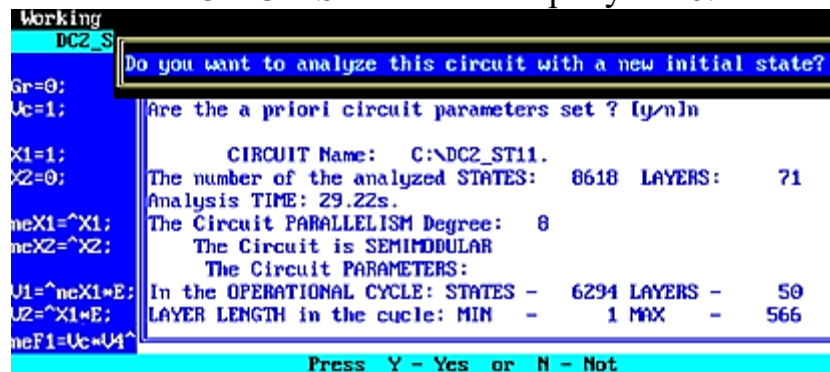 Working
DC2_S
Do you want to analyze this circuit with a new initial state?
Gr=0;
Vc=1;
Are the a priori circuit parameters set ? [y/n]n
X1=1;
CIRCUIT Name: C:\DC2_ST11.
X2=0;
The number of the analyzed STATES: 8618 LAYERS: 71
Analysis TIME: 29.22s.
neX1=^X1;
The Circuit PARALLELISM Degree: 8
neX2=^X2;
The Circuit is SEMIMODULAR
The Circuit PARAMETERS:
V1=^neX1*E;
In the OPERATIONAL CYCLE: STATES - 6294 LAYERS - 50
V2=^X1*E;
LAYER LENGTH in the cycle: MIN - 1 MAX - 566
neF1=Vc*V4^
Press Y - Yes or N - Not